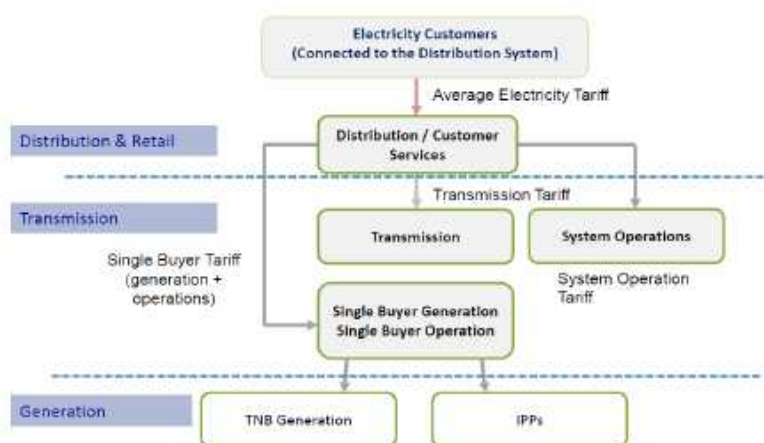 Electricity Customers
(Connected to the Distribution System)
Average Electricity Tariff
Distribution & Retail
Distribution / Customer
Services
Transmission Tariff
Transmission
Transmission
System Operations
Single Buyer Tariff
(generation +
operations)
System Operation
Tariff
Single Buyer Generation
Single Buyer Operation
Generation
TNB Generation
IPPs